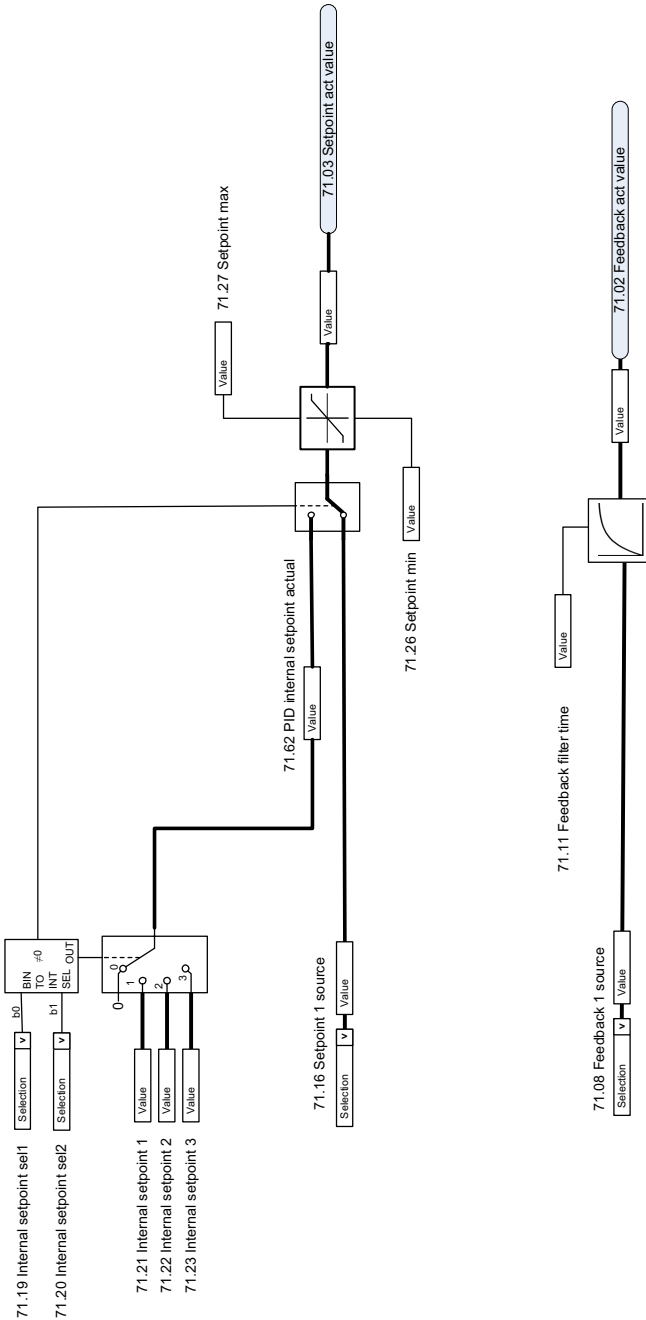 71.19 Internal setpoint sel1
Selection
v
b0
71.20 Internal setpoint sel2
Selection
v
b1
BIN
TO
INT
SEL
≠0
OUT
71.21 Internal setpoint 1
Value
71.22 Internal setpoint 2
Value
71.23 Internal setpoint 3
Value
0
0
1
2
3
71.62 PID internal setpoint actual
Value
71.16 Setpoint 1 source
Selection
v
Value
71.27 Setpoint max
Value
71.26 Setpoint min
Value
Value
71.03 Setpoint act value
71.11 Feedback filter time
Value
71.08 Feedback 1 source
Selection
v
Value
Value
71.02 Feedback act value